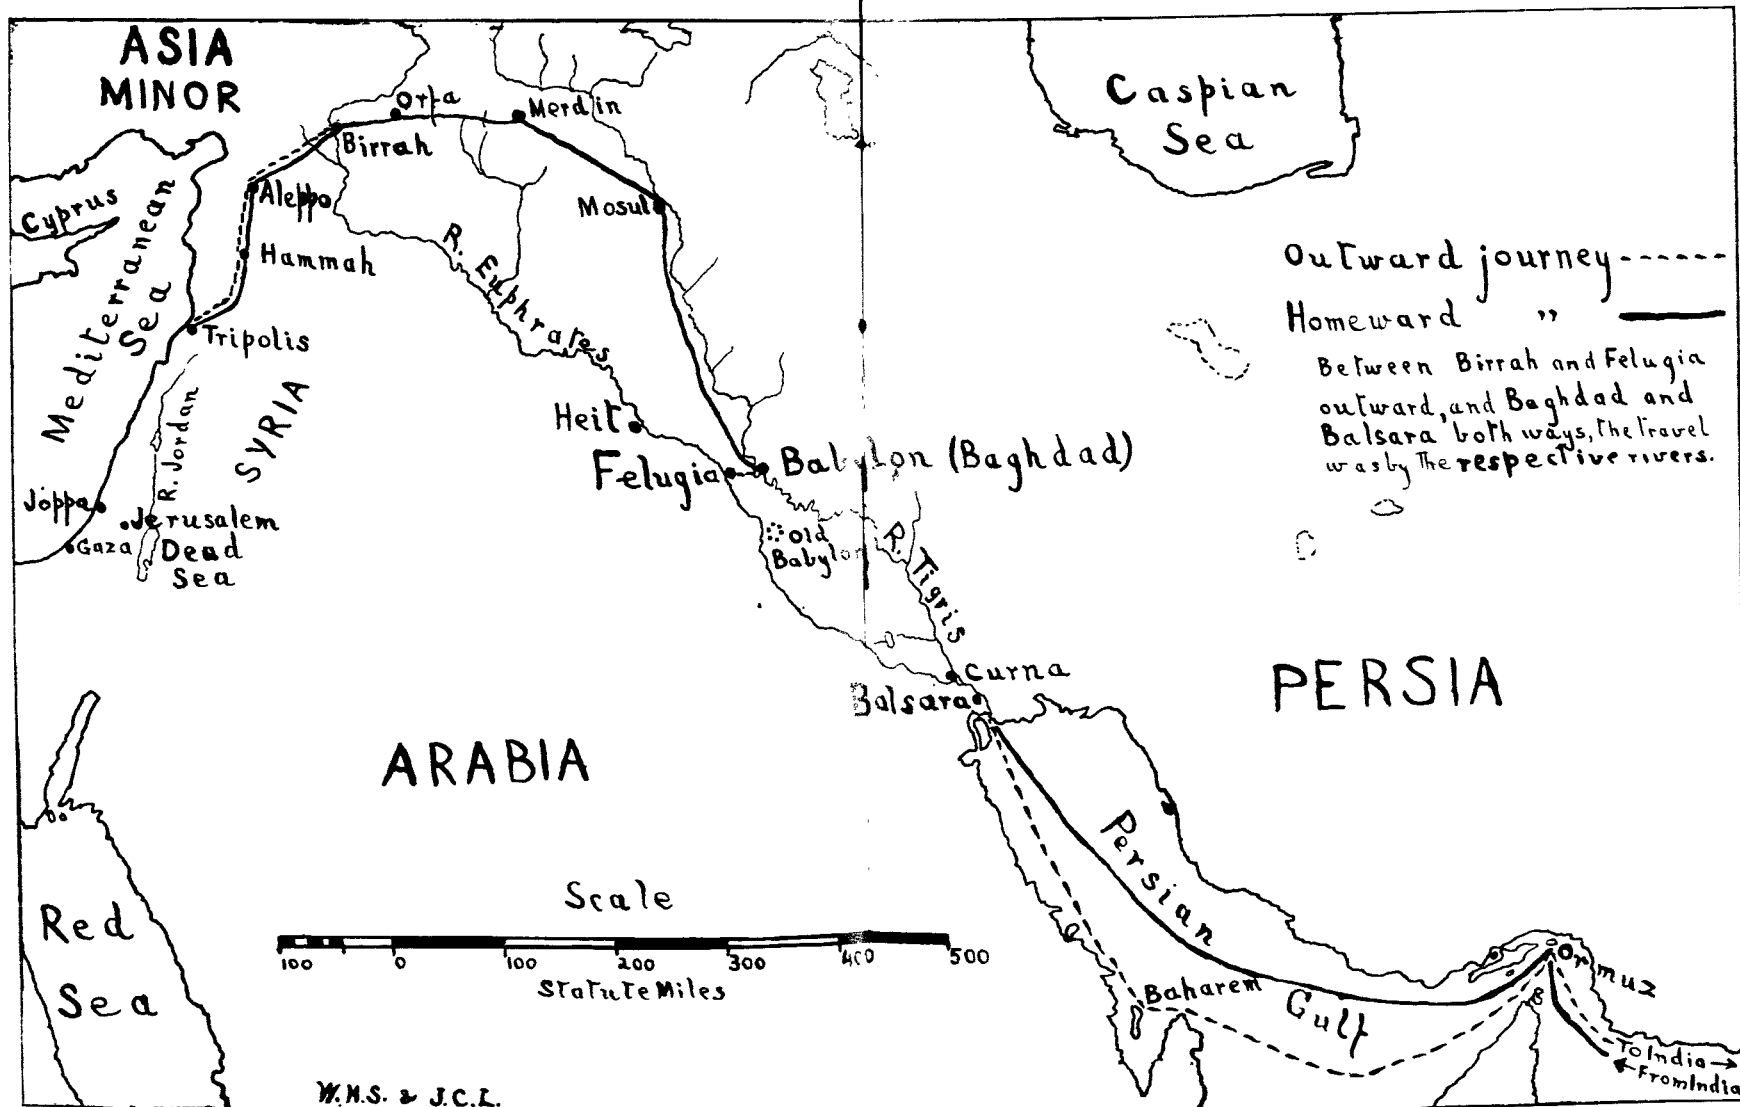 ASIA
MINOR
Caspian
Sea
Orfa
Merdin
Birrah
Aleppo
Mosul
Cyprus
Mediterranean
Sea
Hammah
R. Euphrates
Tripolis
Outward journey
Homeward "
Between Birrah and Felugia
outward, and Baghdad and
Balsara both ways, the travel
was by the respective rivers.
SYRIA
R. Jordan
Heit
Felugia
Babylon (Baghdad)
Joppa
Jerusalem
Gaza
Dead
Sea
Old
Babylon
R. Tigris
Curna
Balsara
PERSIA
ARABIA
Persian
Gulf
Red
Sea
Scale
100 0 100 200 300 400 500
Statute Miles
Baharem
Ormuz
To India
From India
W.H.S. & J.C.L.